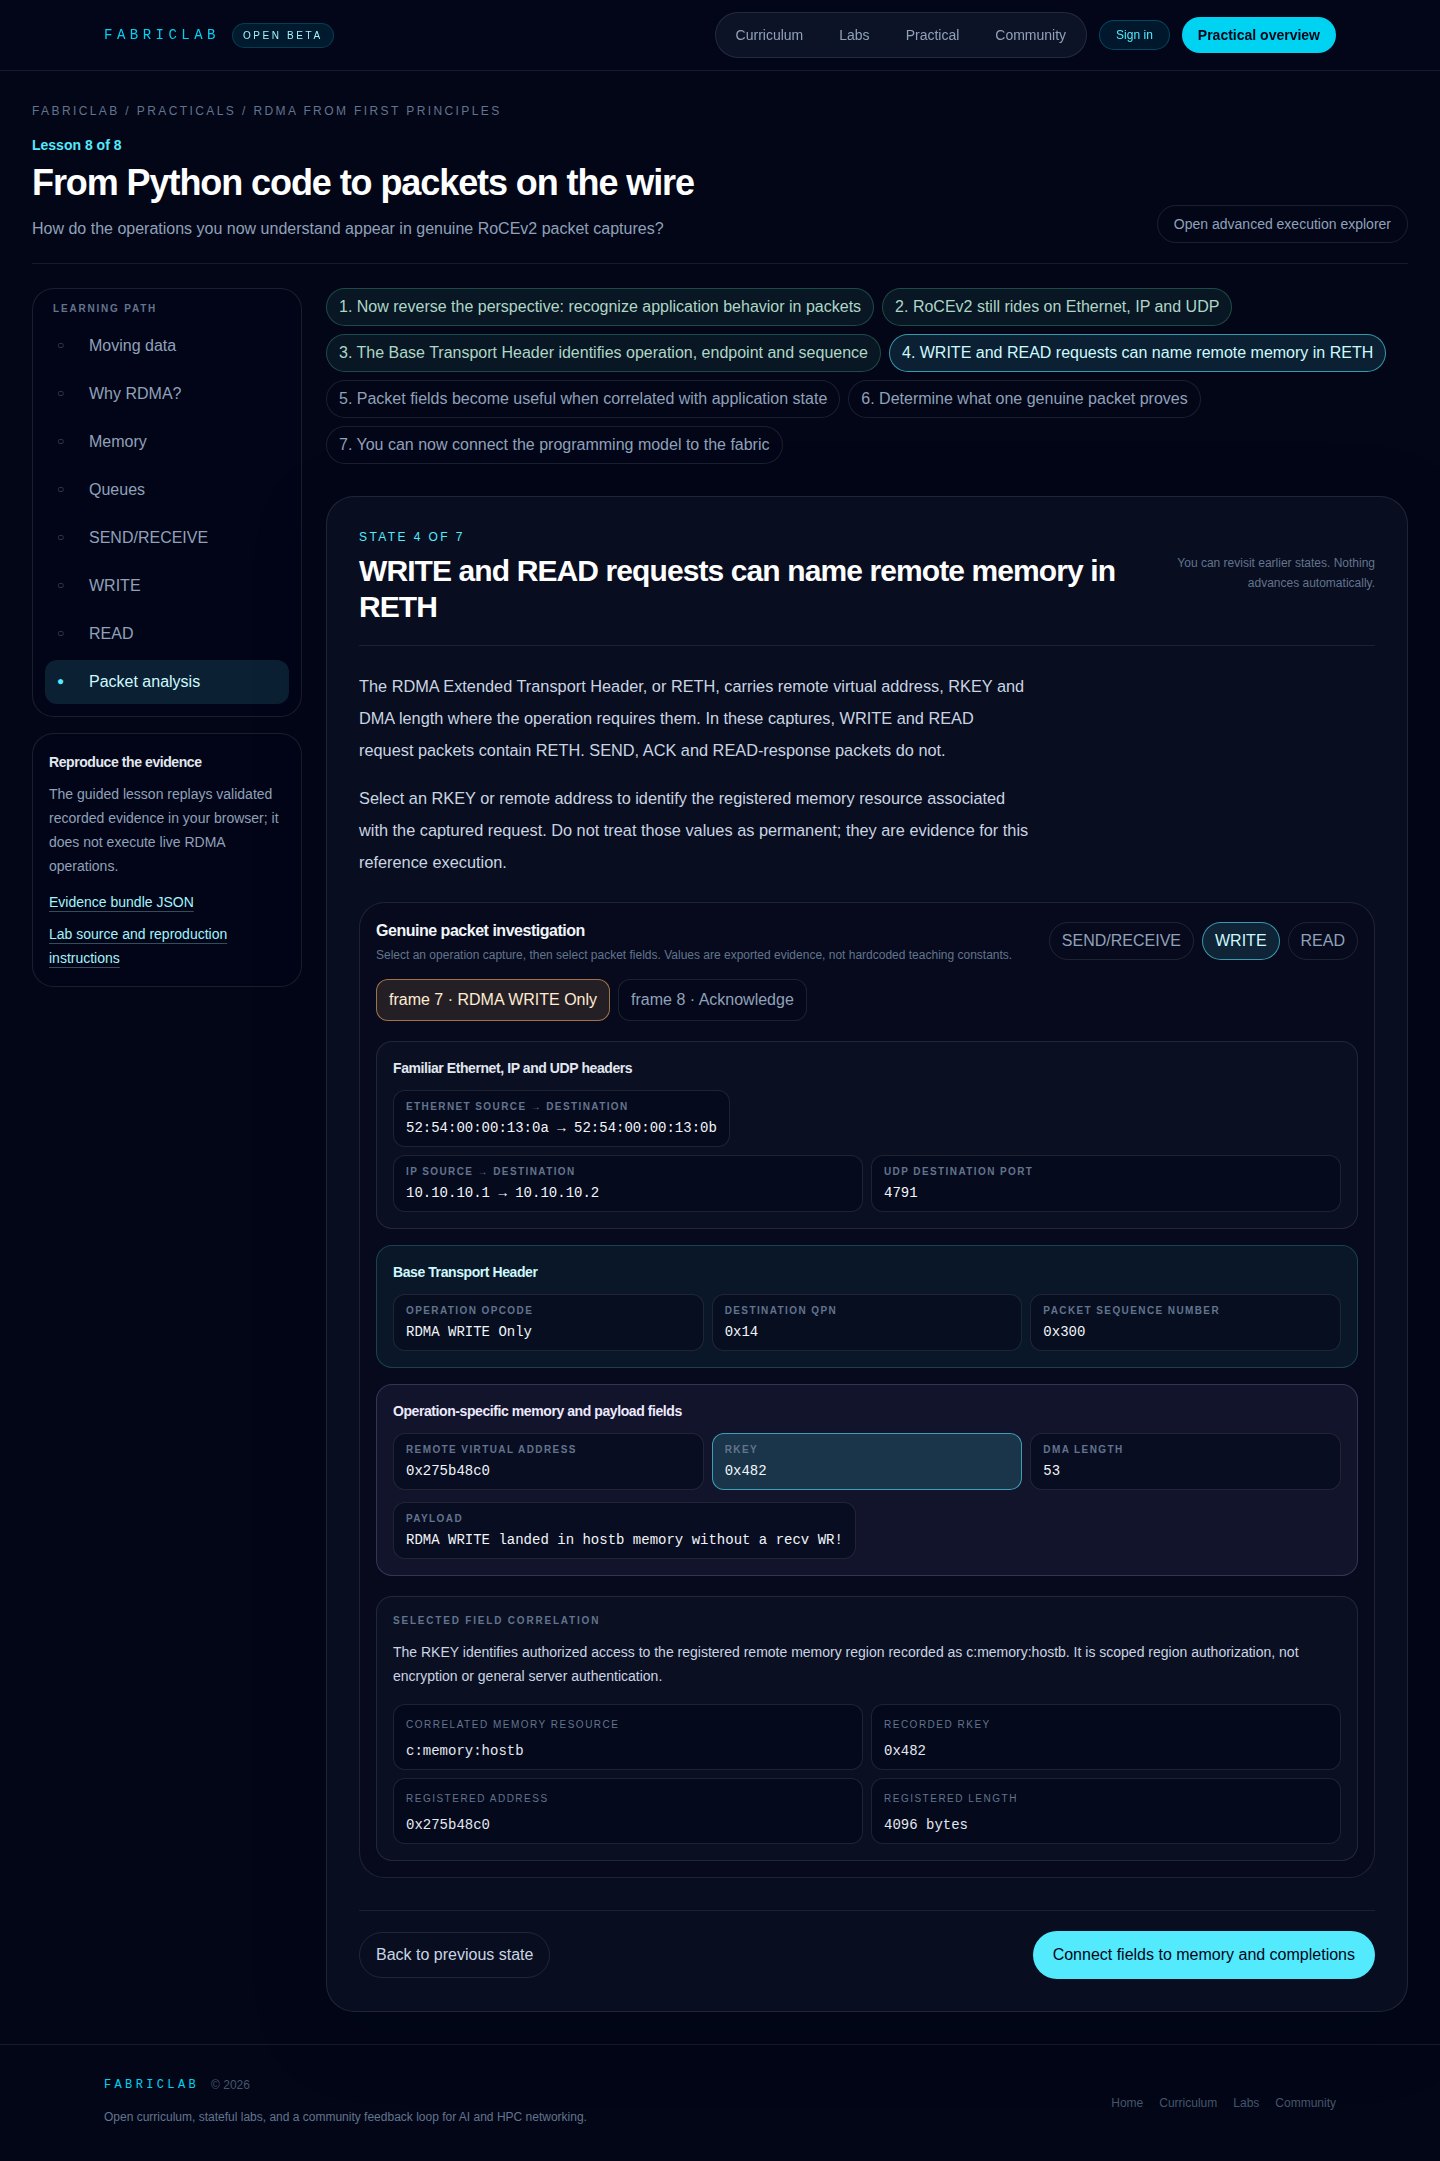 FABRICLAB
OPEN BETA
Curriculum
Labs
Practical
Community
Sign in
Practical overview
FABRICLAB / PRACTICALS / RDMA FROM FIRST PRINCIPLES
Lesson 8 of 8
From Python code to packets on the wire
How do the operations you now understand appear in genuine RoCEv2 packet captures?
Open advanced execution explorer
LEARNING PATH
Moving data
Why RDMA?
Memory
Queues
SEND/RECEIVE
WRITE
READ
Packet analysis
Reproduce the evidence
The guided lesson replays validated
recorded evidence in your browser; it
does not execute live RDMA
operations.
Evidence bundle JSON
Lab source and reproduction
instructions
1. Now reverse the perspective: recognize application behavior in packets
2. RoCEv2 still rides on Ethernet, IP and UDP
3. The Base Transport Header identifies operation, endpoint and sequence
4. WRITE and READ requests can name remote memory in RETH
5. Packet fields become useful when correlated with application state
6. Determine what one genuine packet proves
7. You can now connect the programming model to the fabric
STATE 4 OF 7
WRITE and READ requests can name remote memory in
RETH
You can revisit earlier states. Nothing
advances automatically.
The RDMA Extended Transport Header, or RETH, carries remote virtual address, RKEY and
DMA length where the operation requires them. In these captures, WRITE and READ
request packets contain RETH. SEND, ACK and READ-response packets do not.
Select an RKEY or remote address to identify the registered memory resource associated
with the captured request. Do not treat those values as permanent; they are evidence for this
reference execution.
Genuine packet investigation
Select an operation capture, then select packet fields. Values are exported evidence, not hardcoded teaching constants.
SEND/RECEIVE
WRITE
READ
frame 7 · RDMA WRITE Only
frame 8 · Acknowledge
Familiar Ethernet, IP and UDP headers
ETHERNET SOURCE → DESTINATION
52:54:00:00:13:0a → 52:54:00:00:13:0b
IP SOURCE → DESTINATION
10.10.10.1 → 10.10.10.2
UDP DESTINATION PORT
4791
Base Transport Header
OPERATION OPCODE
RDMA WRITE Only
DESTINATION QPN
0x14
PACKET SEQUENCE NUMBER
0x300
Operation-specific memory and payload fields
REMOTE VIRTUAL ADDRESS
0x275b48c0
RKEY
0x482
DMA LENGTH
53
PAYLOAD
RDMA WRITE landed in hostb memory without a recv WR!
SELECTED FIELD CORRELATION
The RKEY identifies authorized access to the registered remote memory region recorded as c:memory:hostb. It is scoped region authorization, not
encryption or general server authentication.
CORRELATED MEMORY RESOURCE
c:memory:hostb
RECORDED RKEY
0x482
REGISTERED ADDRESS
0x275b48c0
REGISTERED LENGTH
4096 bytes
Back to previous state
Connect fields to memory and completions
FABRICLAB
© 2026
Open curriculum, stateful labs, and a community feedback loop for AI and HPC networking.
Home
Curriculum
Labs
Community